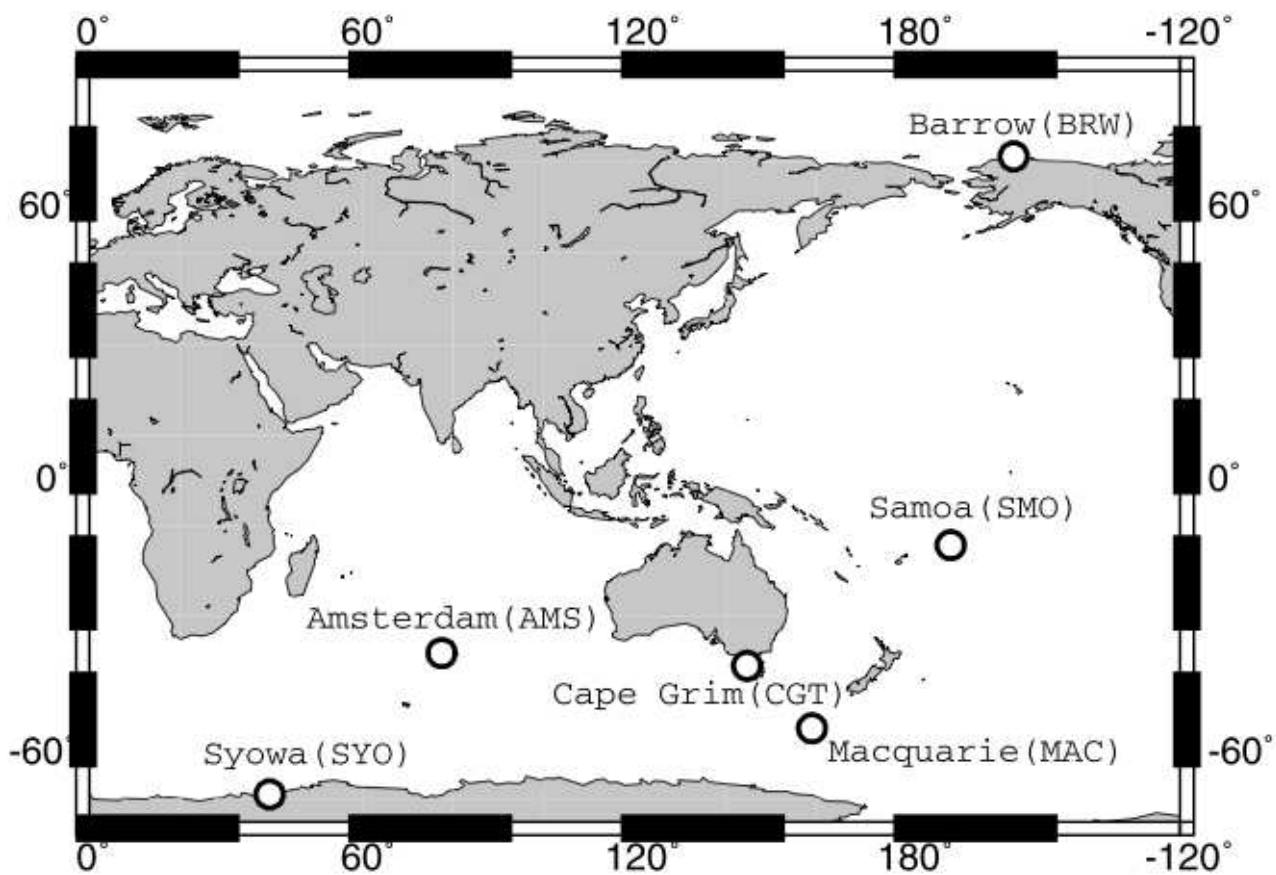 0° 60° 120° 180° -120°
Barrow(BRW)
60° 60°
0° 0°
Samoa(SMO)
Amsterdam(AMS)
Cape Grim(CGT)
-60° -60°
Syowa(SYO) Macquarie(MAC)
0° 60° 120° 180° -120°